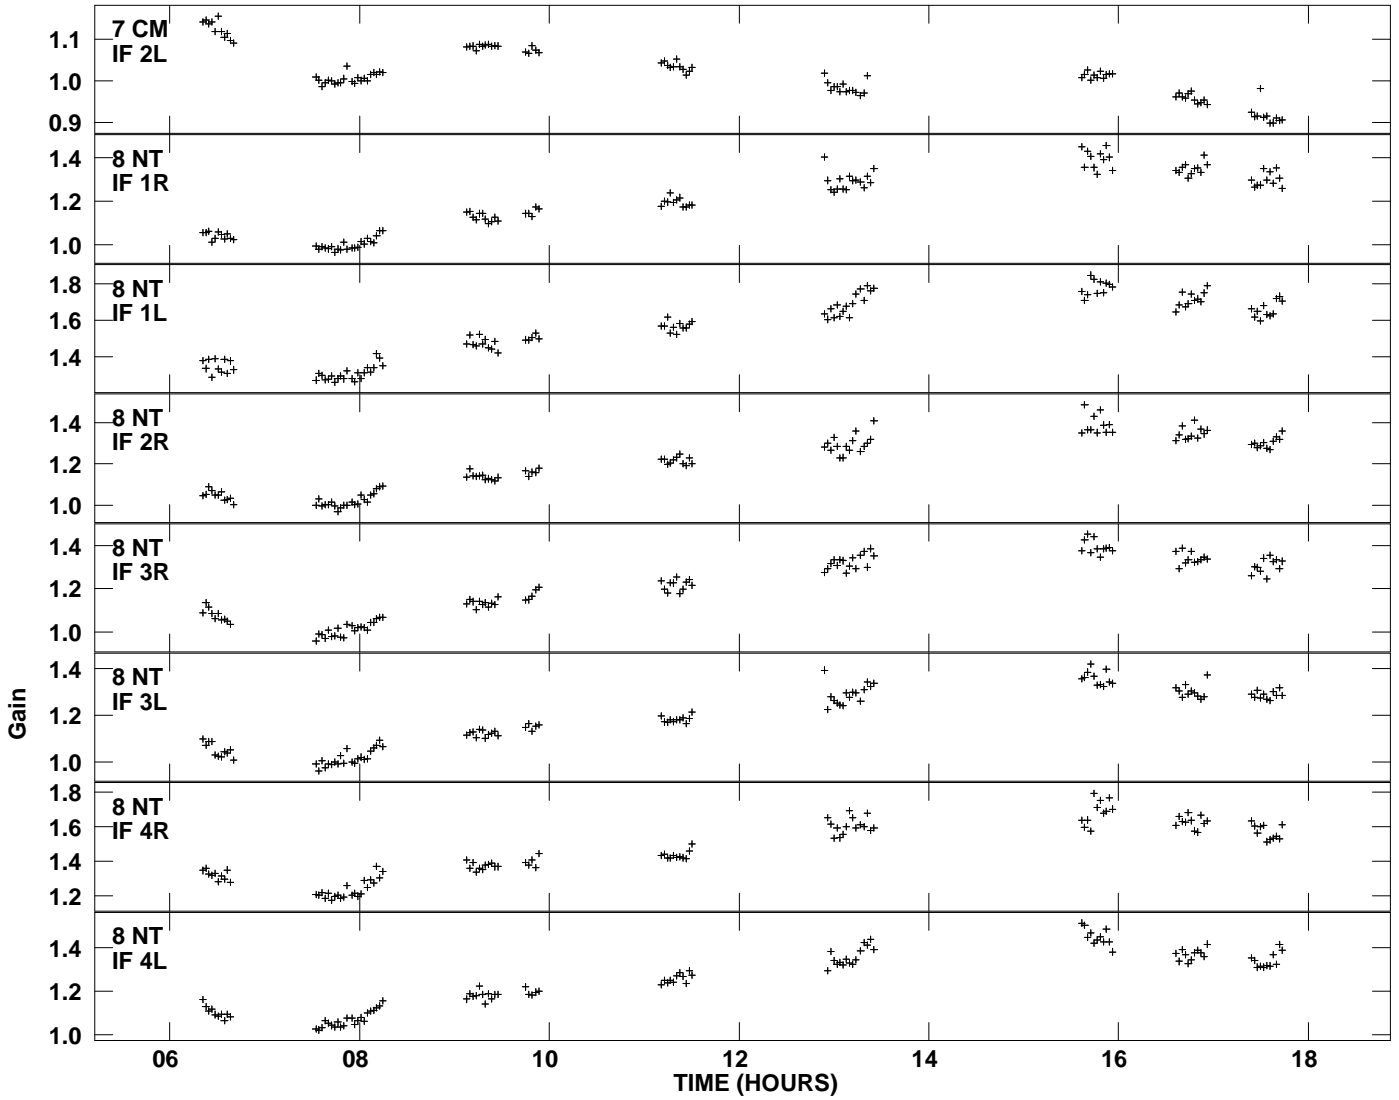 7 CM
IF 2L
1.1
1.0
0.9
8 NT
IF 1R
1.4
1.2
1.0
8 NT
IF 1L
1.8
1.6
1.4
8 NT
IF 2R
1.4
1.2
1.0
8 NT
IF 3R
1.4
1.2
1.0
8 NT
IF 3L
1.4
1.2
1.0
Gain
8 NT
IF 4R
1.8
1.6
1.4
1.2
8 NT
IF 4L
1.4
1.2
1.0
06 08 10 12 14 16 18
TIME (HOURS)